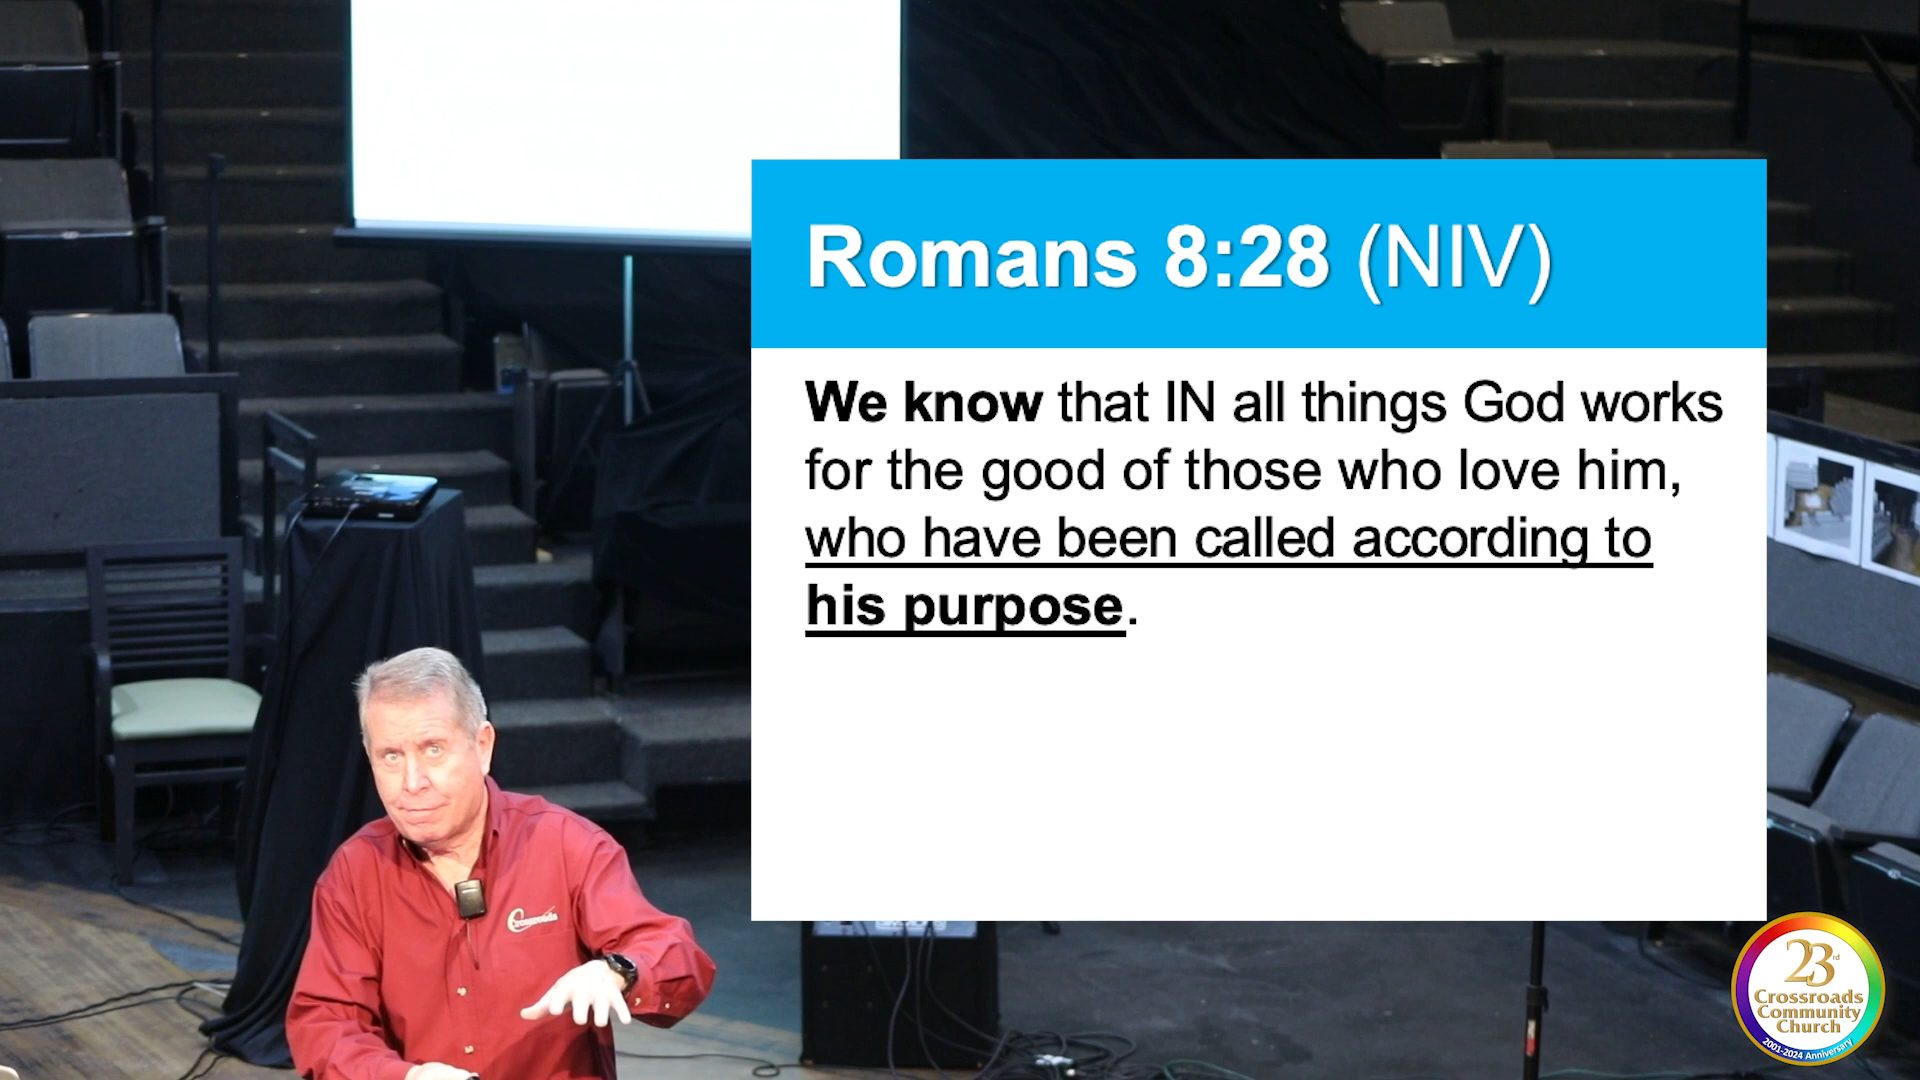 Romans 8:28 (NIV)
We know that IN all things God works
for the good of those who love him,
who have been called according to
his purpose.
Crossroads
23rd
Crossroads
Community
Church
2001-2024 Anniversary